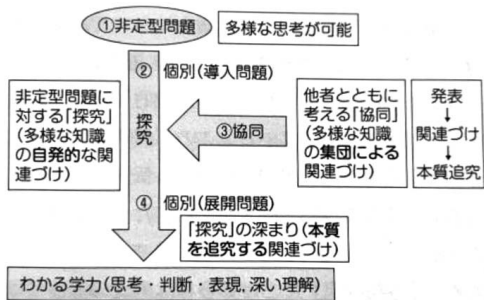 ①非定型問題
多様な思考が可能
② 個別(導入問題)
非定型問題に
対する「探究」
(多様な知識
の自発的な関
連づけ)
探究
③協同
他者とともに
考える「協同」
(多様な知識
の集団による
関連づけ)
発表
↓
関連づけ
↓
本質追究
④ 個別(展開問題)
「探究」の深まり(本質
を追究する関連づけ)
わかる学力(思考・判断・表現,深い理解)